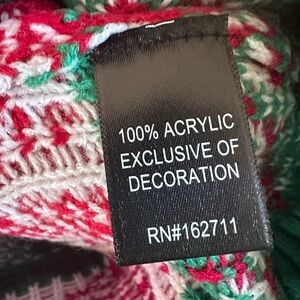 100% ACRYLIC
EXCLUSIVE OF
DECORATION
RN#162711